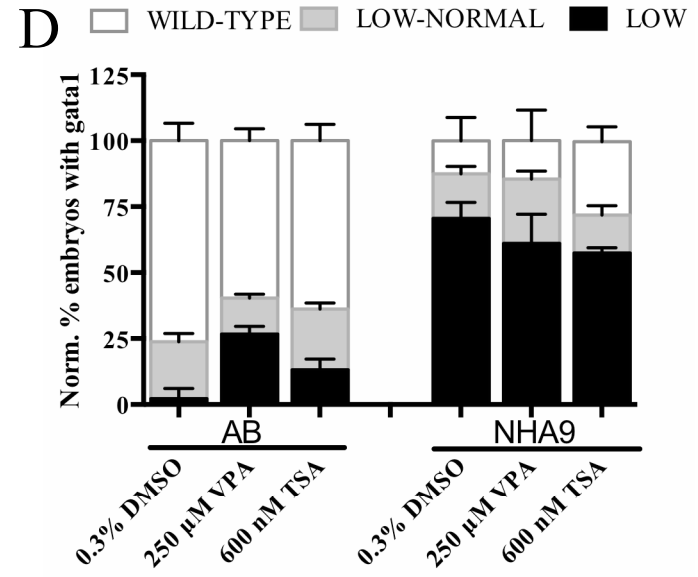 D
WILD-TYPE LOW-NORMAL LOW
Norm. % embryos with gata1
125
100
75
50
25
0
AB NHA9
0.3% DMSO
250 µM VPA
600 nM TSA
0.3% DMSO
250 µM VPA
600 nM TSA